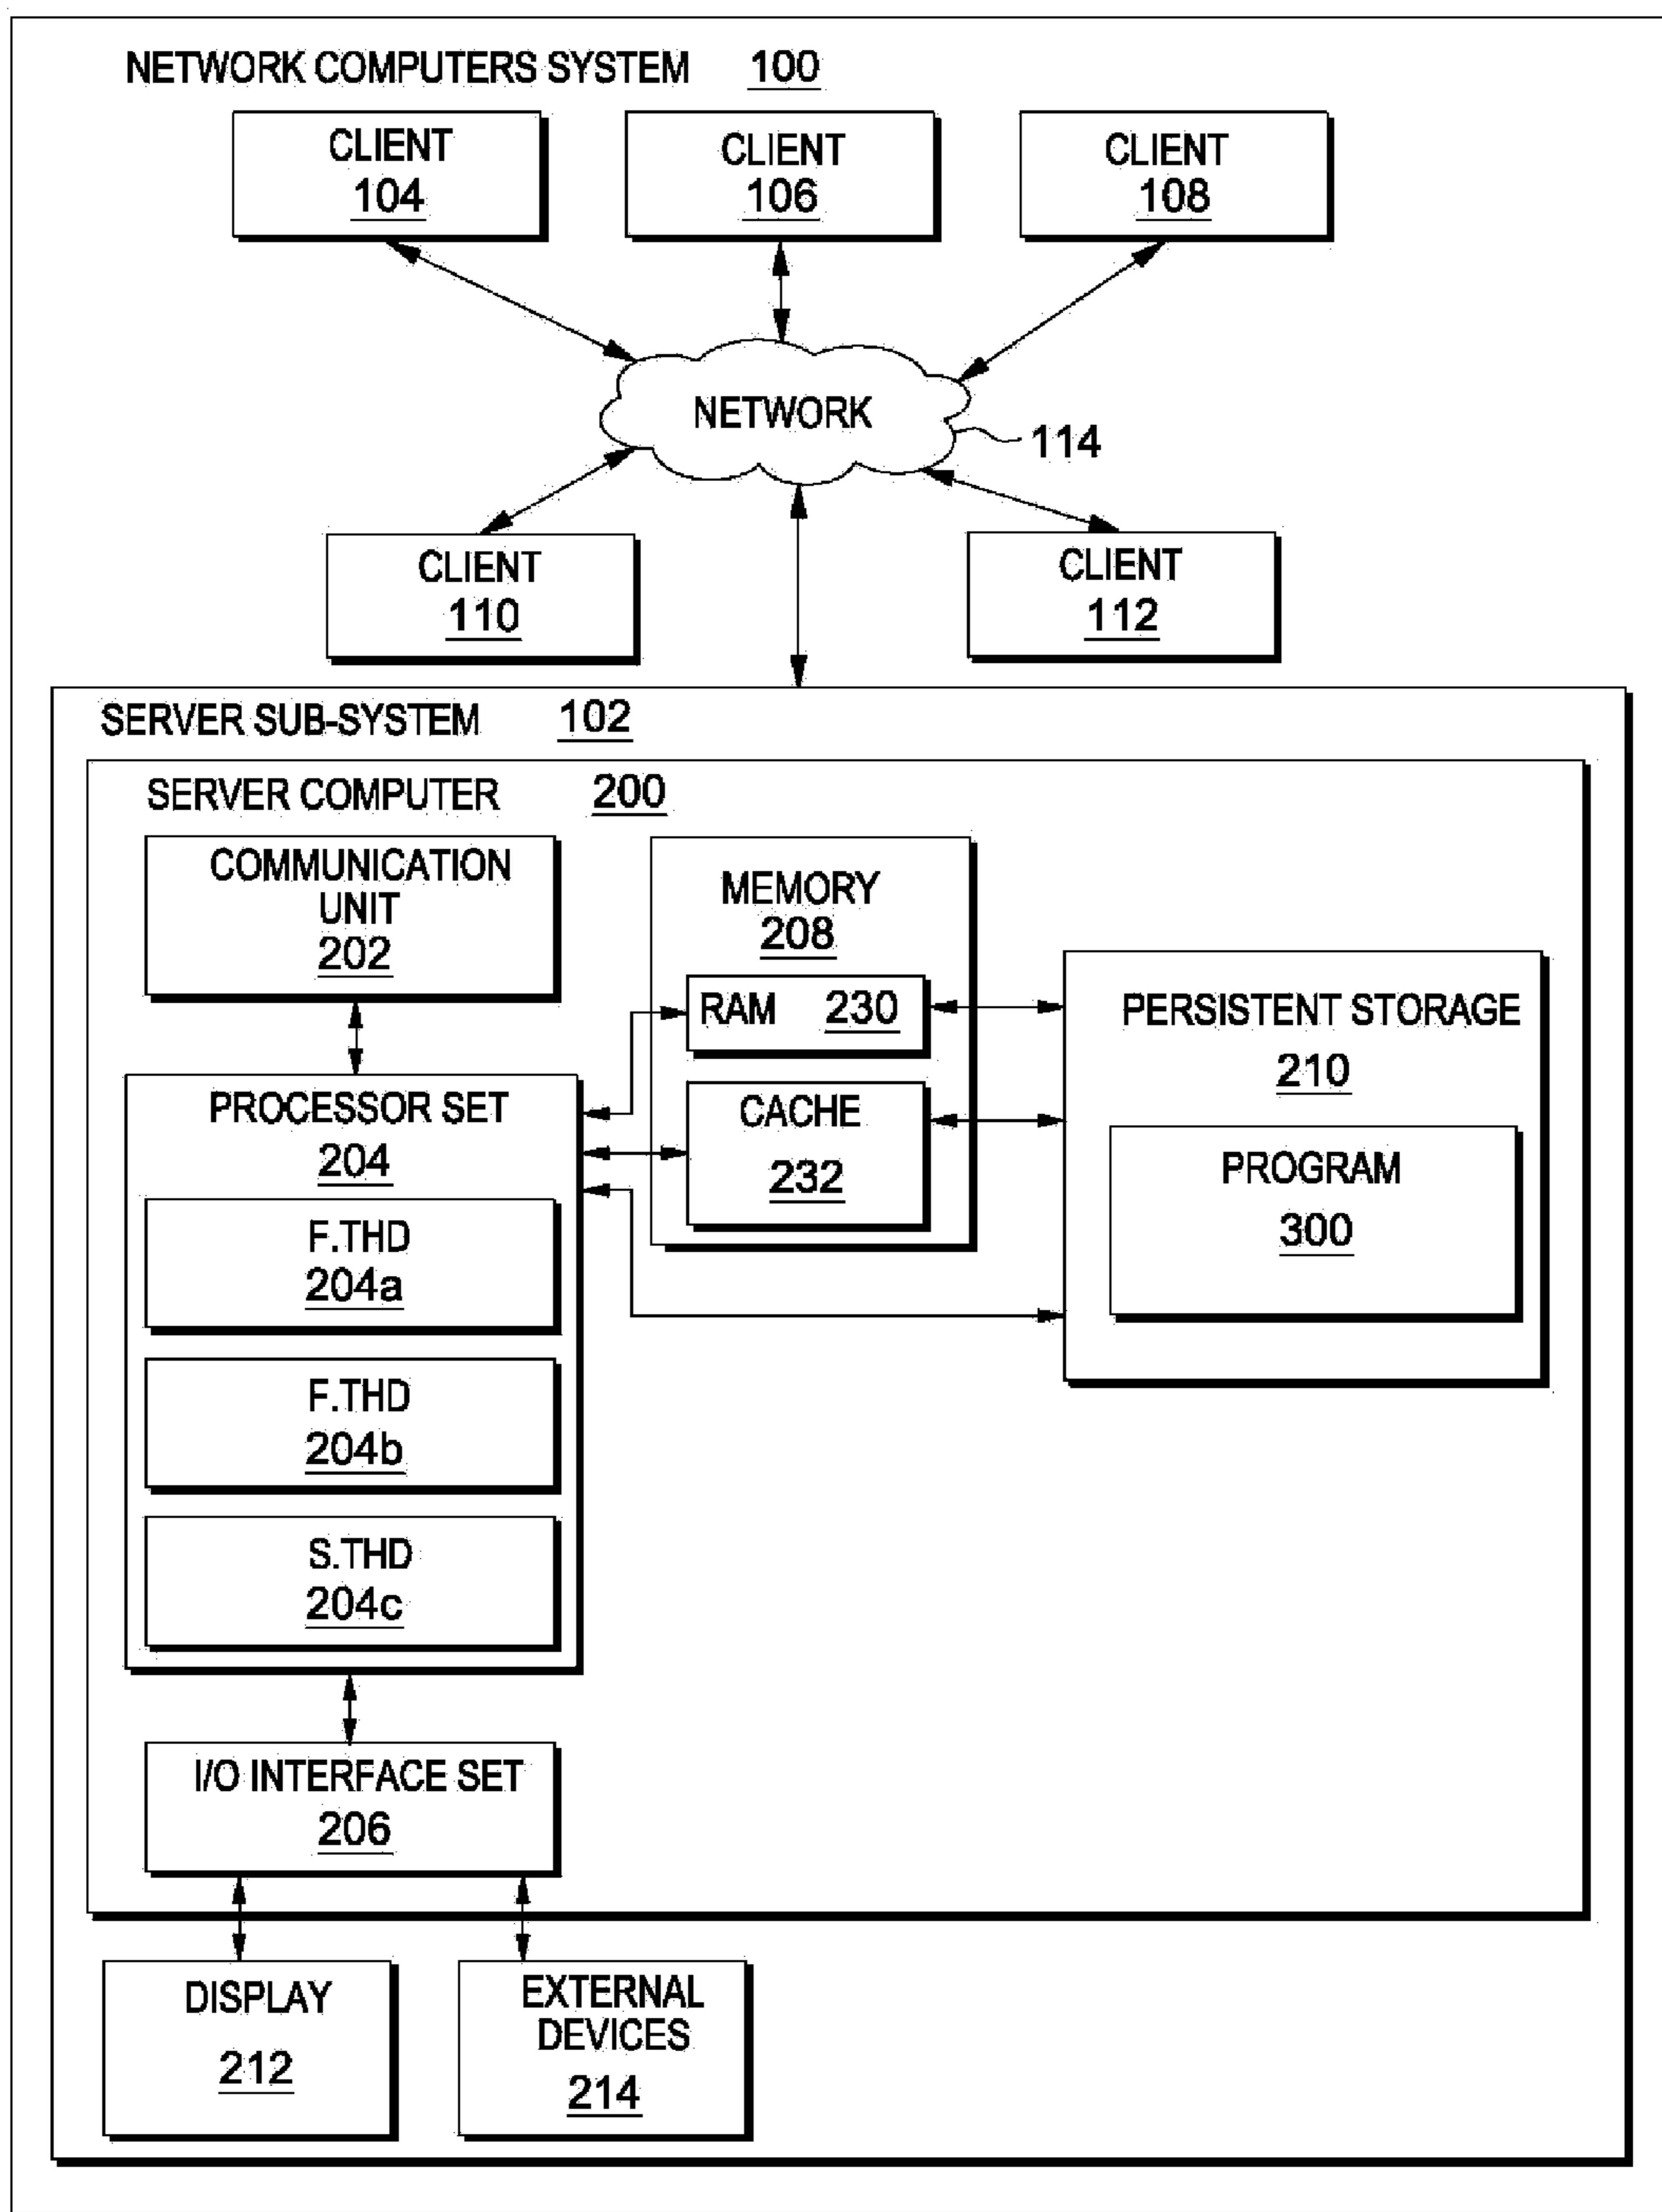 NETWORK COMPUTERS SYSTEM 100
CLIENT
104
CLIENT
106
CLIENT
108
NETWORK
114
CLIENT
110
CLIENT
112
SERVER SUB-SYSTEM 102
SERVER COMPUTER 200
COMMUNICATION
UNIT
202
MEMORY
208
RAM 230
CACHE
232
PERSISTENT STORAGE
210
PROGRAM
300
PROCESSOR SET
204
F.THD
204a
F.THD
204b
S.THD
204c
I/O INTERFACE SET
206
DISPLAY
212
EXTERNAL
DEVICES
214